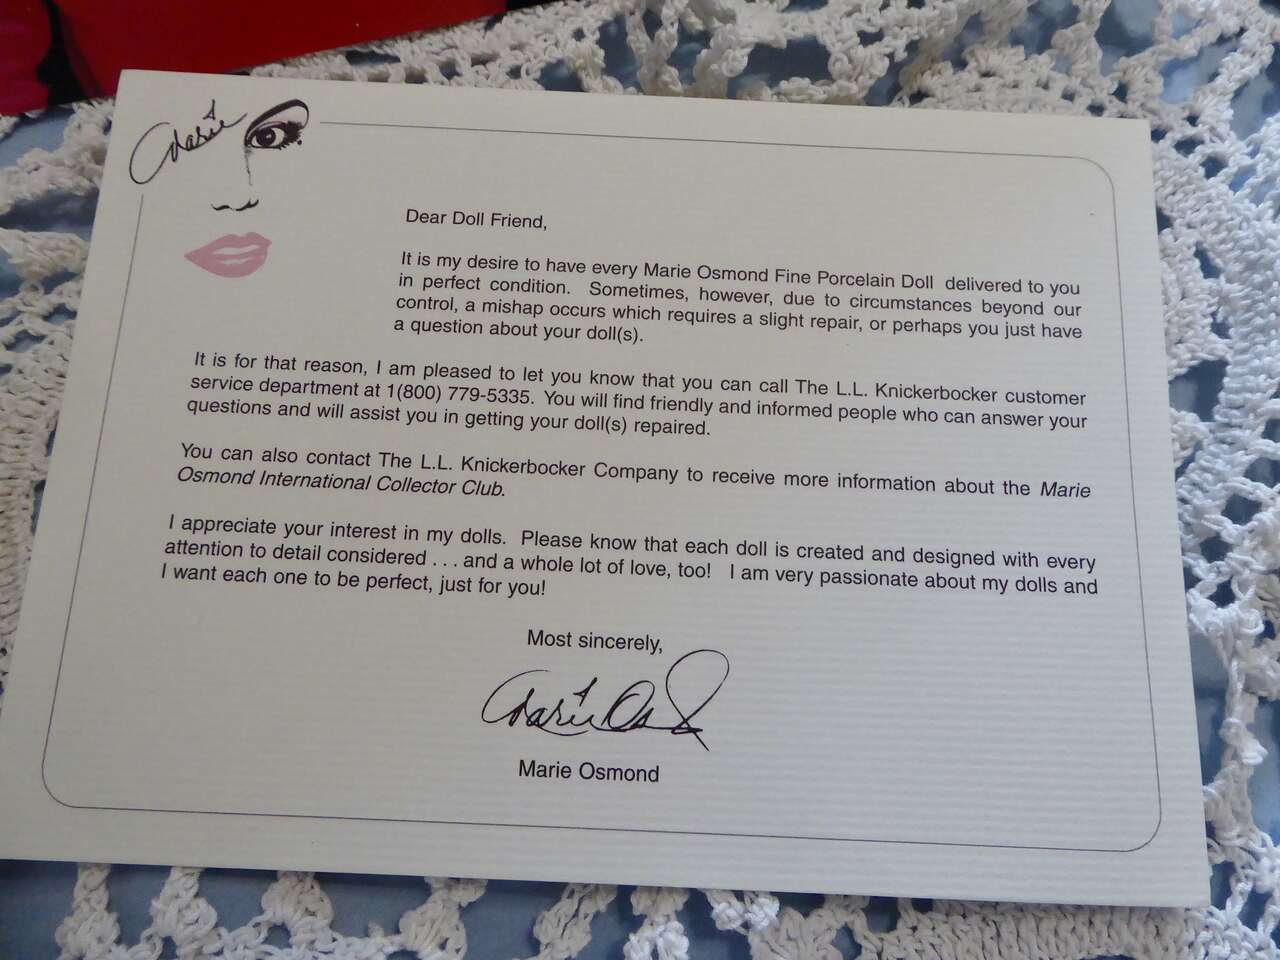 Marie
Dear Doll Friend,
It is my desire to have every Marie Osmond Fine Porcelain Doll delivered to you
in perfect condition. Sometimes, however, due to circumstances beyond our
control, a mishap occurs which requires a slight repair, or perhaps you just have
a question about your doll(s).
It is for that reason, I am pleased to let you know that you can call The L.L. Knickerbocker customer
service department at 1(800) 779-5335. You will find friendly and informed people who can answer your
questions and will assist you in getting your doll(s) repaired.
You can also contact The L.L. Knickerbocker Company to receive more information about the Marie
Osmond International Collector Club.
I appreciate your interest in my dolls. Please know that each doll is created and designed with every
attention to detail considered . . . and a whole lot of love, too! I am very passionate about my dolls and
I want each one to be perfect, just for you!
Most sincerely,
Marie Osmond
Marie Osmond